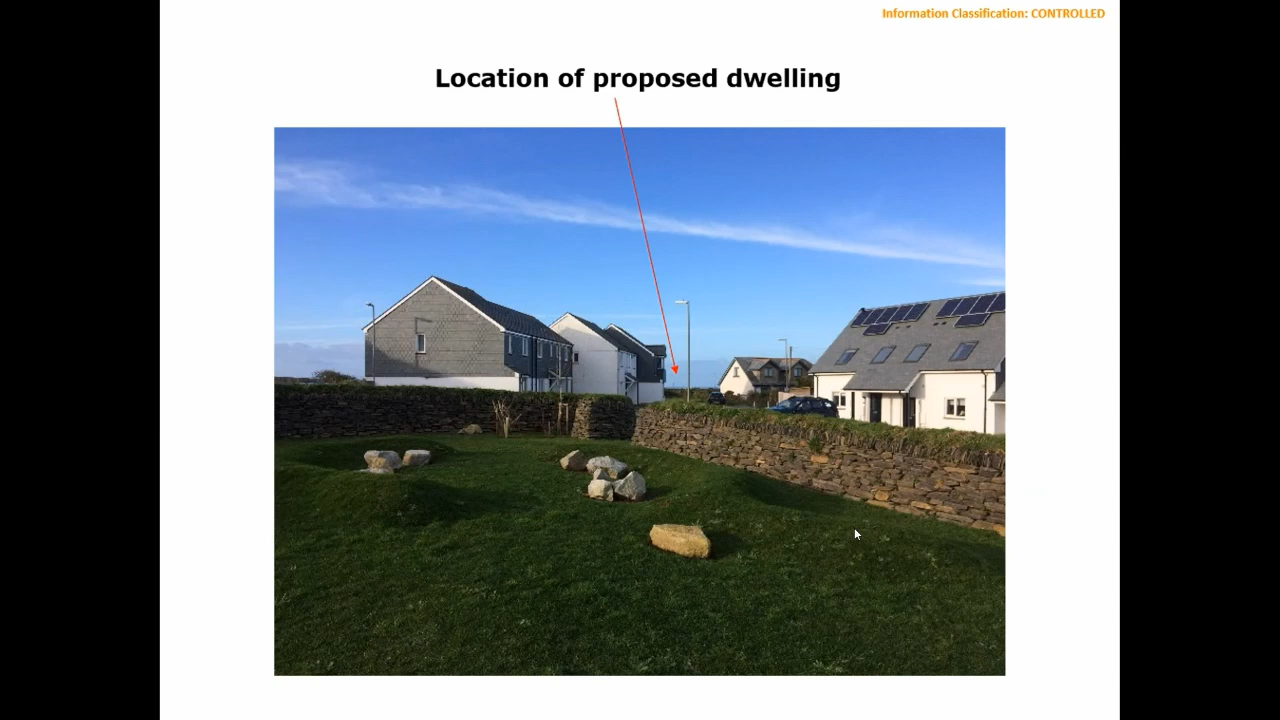 Information Classification: CONTROLLED
Location of proposed dwelling